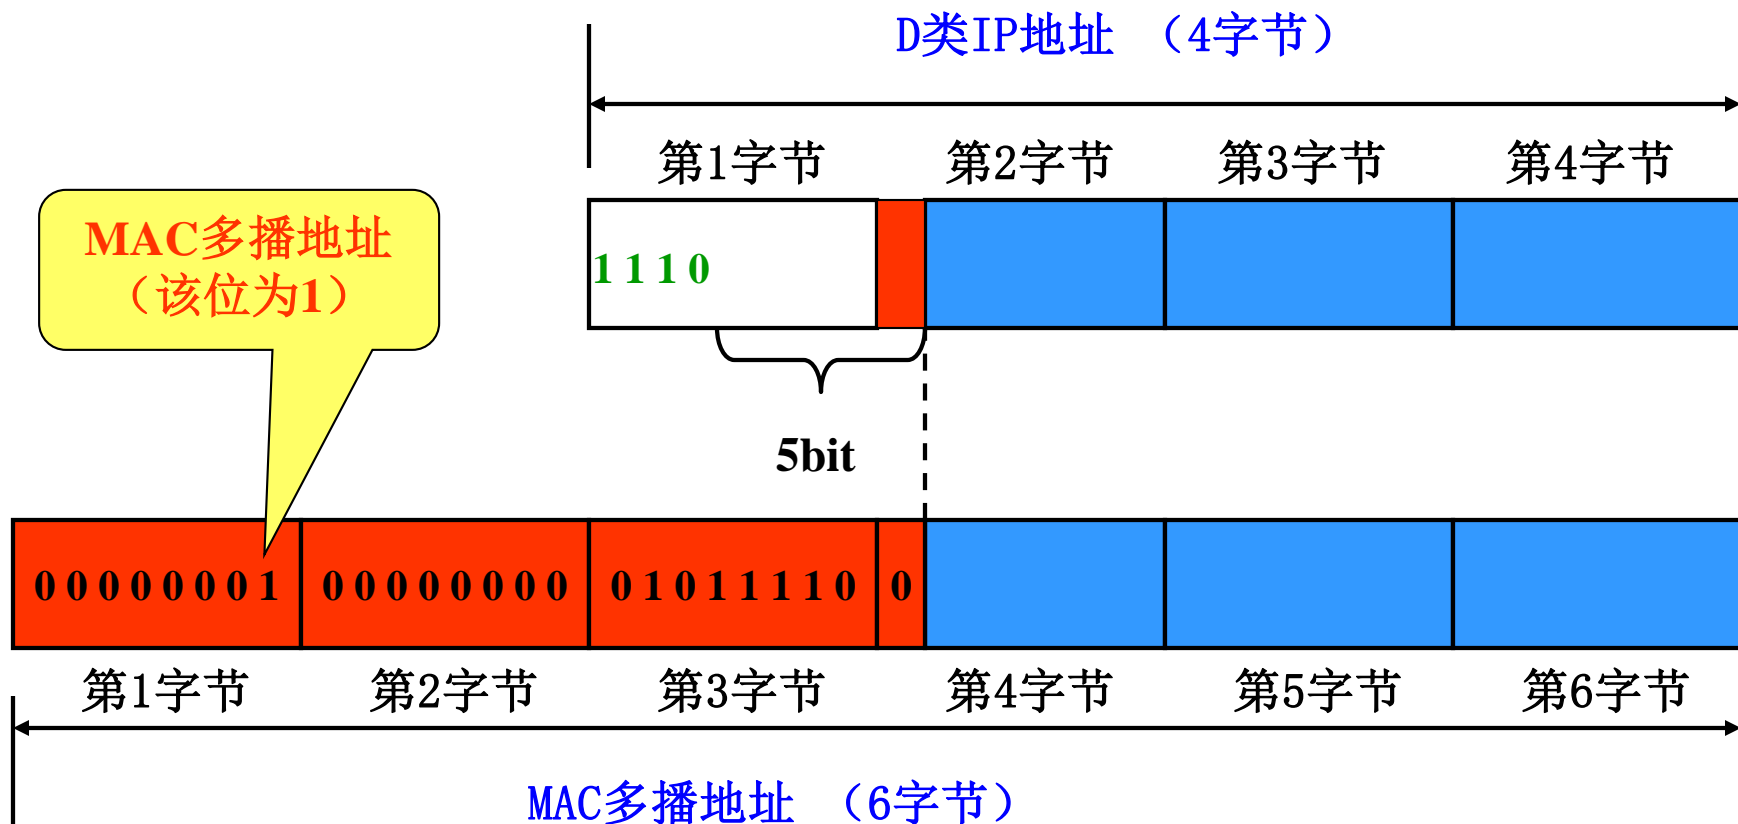 D类IP地址 （4字节）
第1字节 第2字节 第3字节 第4字节
MAC多播地址
（该位为1）
1 1 1 0
5bit
0 0 0 0 0 0 0 1 0 0 0 0 0 0 0 0 0 1 0 1 1 1 1 0 0
第1字节 第2字节 第3字节 第4字节 第5字节 第6字节
MAC多播地址 （6字节）